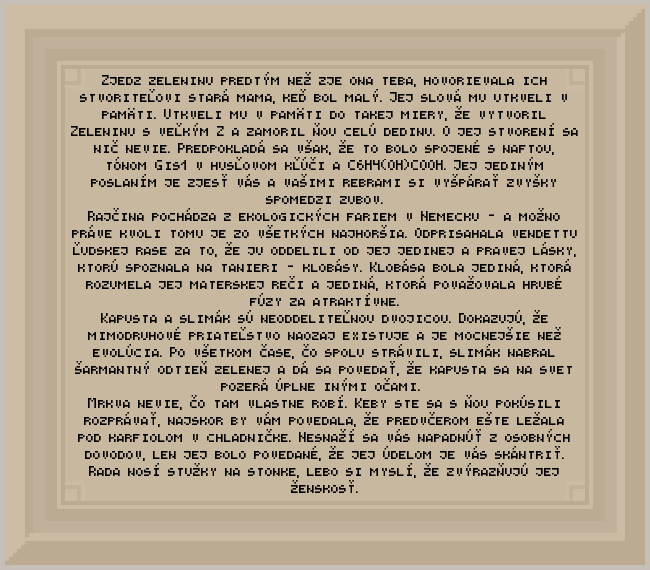 Zjedz zeleninu predtým než zje ona teba, hovorievala ich
stvoriteľovi stará mama, keď bol malý. Jej slová mu utkveli v
pamäti. Utkveli mu v pamäti do takej miery, že vytvoril
Zeleninu s veľkým Z a zamoril ňou celú dedinu. O jej stvorení sa
nič nevie. Predpokladá sa však, že to bolo spojené s naftou,
tónom Gis1 v husľovom kľúči a C6H4(OH)COOH. Jej jediným
poslaním je zjesť vás a vašimi rebrami si vyšpárať zvyšky
spomedzi zubov.
Rajčina pochádza z ekologických fariem v Nemecku - a možno
práve kvoli tomu je zo všetkých najhoršia. Odprisahala vendettu
ľudskej rase za to, že ju oddelili od jej jedinej a pravej lásky,
ktorú spoznala na tanieri - klobásy. Klobása bola jediná, ktorá
rozumela jej materskej reči a jediná, ktorá považovala hrubé
fúzy za atraktívne.
Kapusta a slimák sú neoddeliteľnou dvojicou. Dokazujú, že
mimodruhové priateľstvo naozaj existuje a je mocnejšie než
evolúcia. Po všetkom čase, čo spolu strávili, slimák nabral
šarmantný odtieň zelenej a dá sa povedať, že kapusta sa na svet
pozerá úplne inými očami.
Mrkva nevie, čo tam vlastne robí. Keby ste sa s ňou pokúsili
rozprávať, najskor by vám povedala, že predvčerom ešte ležala
pod karfiolom v chladničke. Nesnaží sa vás napadnúť z osobných
dovodov, len jej bolo povedané, že jej údelom je vás skántriť.
Rada nosí stužky na stonke, lebo si myslí, že zvýrazňujú jej
ženskosť.